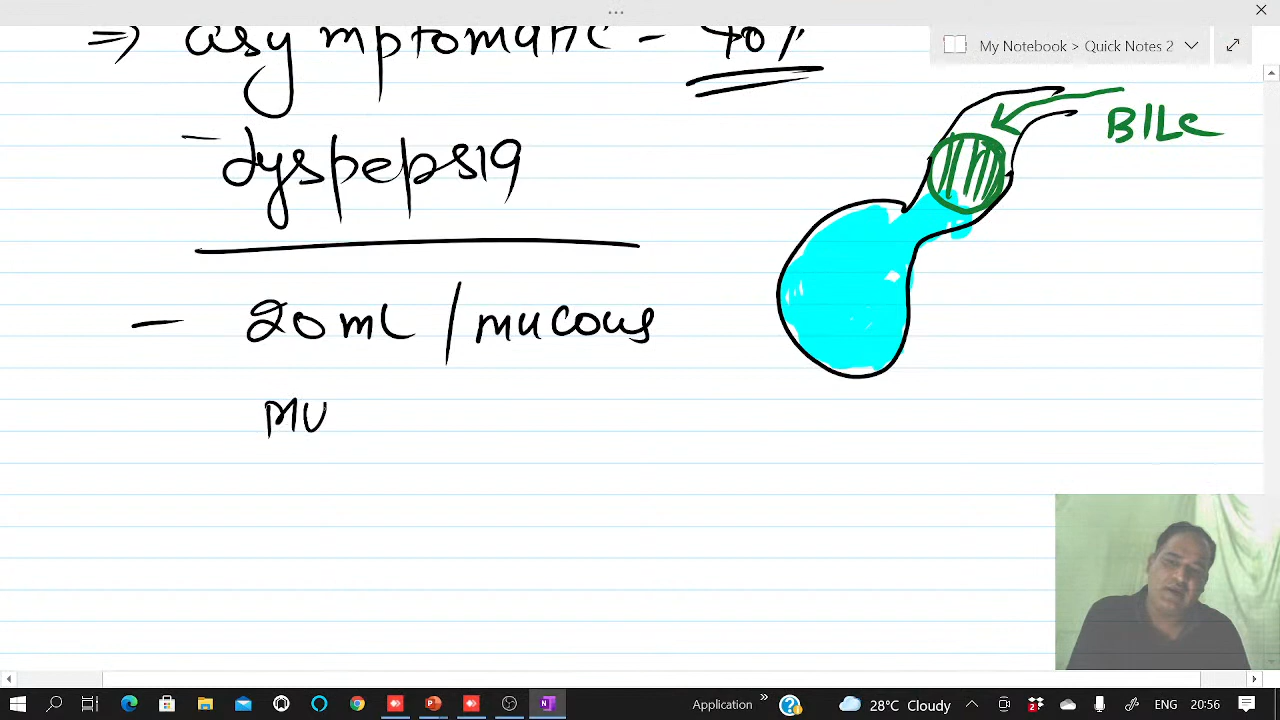 My Notebook > Quick Notes 2
⇒ asymptomatic - 40%
BILe
- dyspepsia
- 20 mL / mucous
MU
Application
28°C Cloudy
ENG
20:56